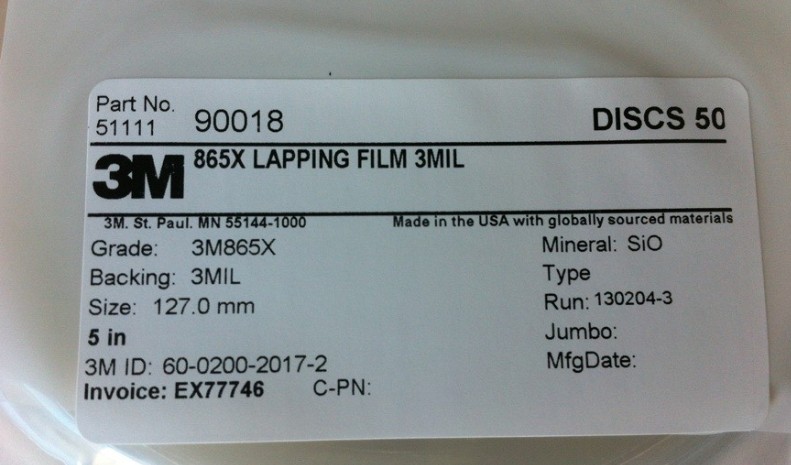 Part No.
51111 90018 DISCS 50
3M 865X LAPPING FILM 3MIL
3M. St. Paul. MN 55144-1000 Made in the USA with globally sourced materials
Grade: 3M865X Mineral: SiO
Backing: 3MIL Type
Size: 127.0 mm Run: 130204-3
5 in Jumbo:
3M ID: 60-0200-2017-2 MfgDate:
Invoice: EX77746 C-PN: